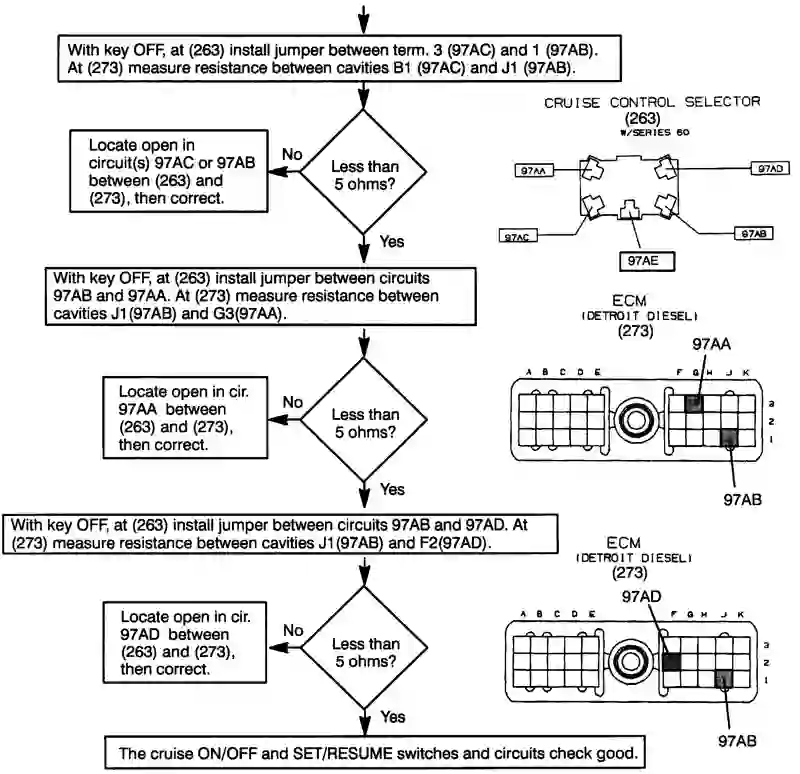 With key OFF, at (263) install jumper between term. 3 (97AC) and 1 (97AB).
At (273) measure resistance between cavities B1 (97AC) and J1 (97AB).
CRUISE CONTROL SELECTOR
(263)
W/SERIES 60
97AA
97AD
97AC
97AB
97AE
Less than
5 ohms?
No
Locate open in
circuit(s) 97AC or 97AB
between (263) and
(273), then correct.
Yes
With key OFF, at (263) install jumper between circuits
97AB and 97AA. At (273) measure resistance between
cavities J1(97AB) and G3(97AA).
ECM
(DETROIT DIESEL)
(273)
97AA
A B C D E F G H J K
3
2
1
97AB
Less than
5 ohms?
No
Locate open in cir.
97AA between
(263) and (273),
then correct.
Yes
With key OFF, at (263) install jumper between circuits 97AB and 97AD. At
(273) measure resistance between cavities J1(97AB) and F2(97AD).
ECM
(DETROIT DIESEL)
(273)
97AD
A B C D E F G H J K
3
2
1
97AB
Less than
5 ohms?
No
Locate open in cir.
97AD between
(263) and (273),
then correct.
Yes
The cruise ON/OFF and SET/RESUME switches and circuits check good.